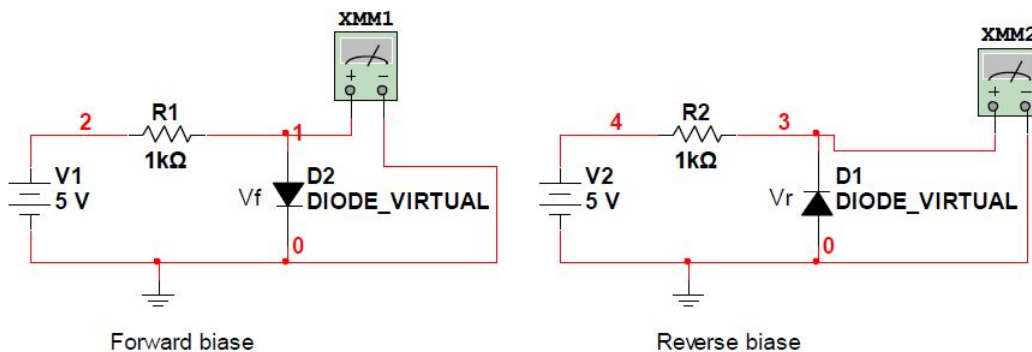 XMM1
R1
2
1
1kΩ
V1
5 V
Vf
D2
DIODE_VIRTUAL
0
Forward biase
XMM2
R2
4
3
1kΩ
V2
5 V
Vr
D1
DIODE_VIRTUAL
0
Reverse biase